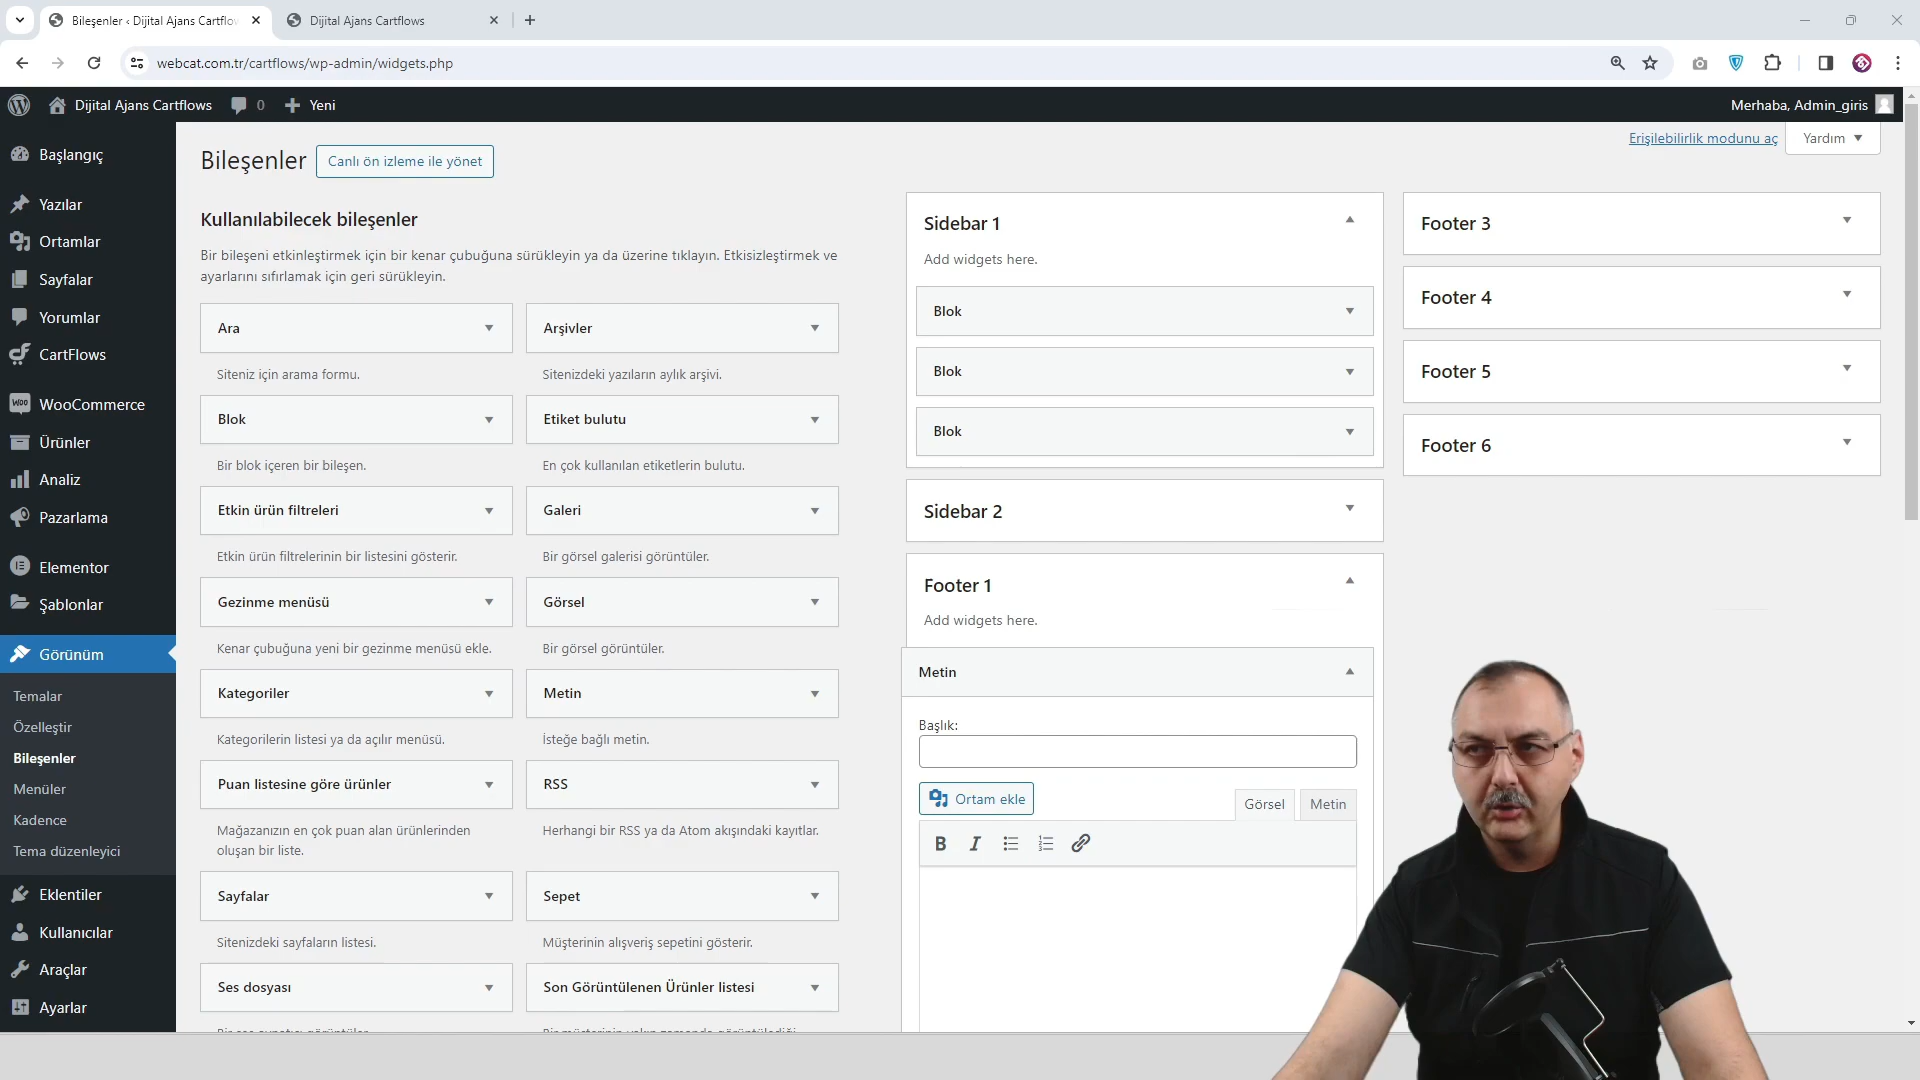 Bileşenler ‹ Dijital Ajans Cartflo
Dijital Ajans Cartflows
webcat.com.tr/cartflows/wp-admin/widgets.php
Dijital Ajans Cartflows
0
Yeni
Merhaba, Admin_giris
Başlangıç
Yazılar
Ortamlar
Sayfalar
Yorumlar
CartFlows
WooCommerce
Ürünler
Analiz
Pazarlama
Elementor
Şablonlar
Görünüm
Temalar
Özelleştir
Bileşenler
Menüler
Kadence
Tema düzenleyici
Eklentiler
Kullanıcılar
Araçlar
Ayarlar
Erişilebilirlik modunu aç
Yardım
Bileşenler
Canlı ön izleme ile yönet
Kullanılabilecek bileşenler
Bir bileşeni etkinleştirmek için bir kenar çubuğuna sürükleyin ya da üzerine tıklayın. Etkisizleştirmek ve
ayarlarını sıfırlamak için geri sürükleyin.
Ara
Siteniz için arama formu.
Arşivler
Sitenizdeki yazıların aylık arşivi.
Blok
Bir blok içeren bir bileşen.
Etiket bulutu
En çok kullanılan etiketlerin bulutu.
Etkin ürün filtreleri
Etkin ürün filtrelerinin bir listesini gösterir.
Galeri
Bir görsel galerisi görüntüler.
Gezinme menüsü
Kenar çubuğuna yeni bir gezinme menüsü ekle.
Görsel
Bir görsel görüntüler.
Kategoriler
Kategorilerin listesi ya da açılır menüsü.
Metin
İsteğe bağlı metin.
Puan listesine göre ürünler
Mağazanızın en çok puan alan ürünlerinden
oluşan bir liste.
RSS
Herhangi bir RSS ya da Atom akışındaki kayıtlar.
Sayfalar
Sitenizdeki sayfaların listesi.
Sepet
Müşterinin alışveriş sepetini gösterir.
Ses dosyası
Son Görüntülenen Ürünler listesi
Sidebar 1
Add widgets here.
Blok
Blok
Blok
Sidebar 2
Footer 1
Add widgets here.
Metin
Başlık:
Ortam ekle
Görsel
Metin
B I
Footer 3
Footer 4
Footer 5
Footer 6